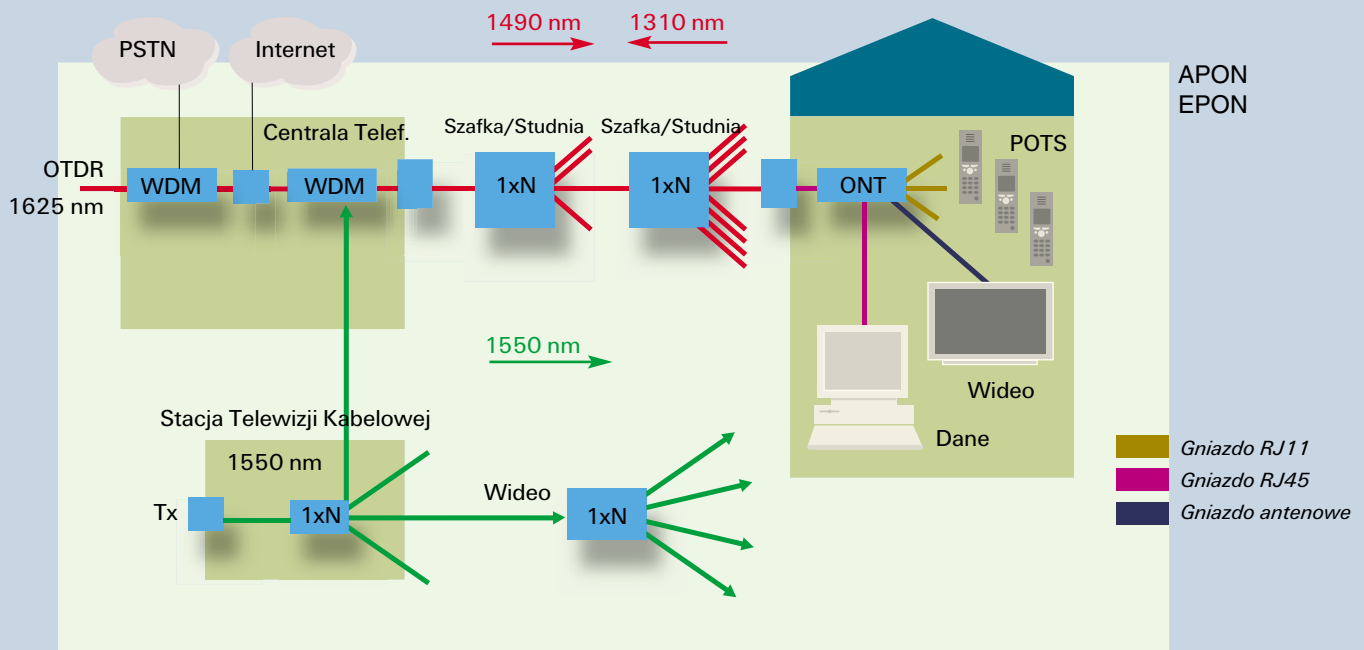 1490 nm
1310 nm
PSTN
Internet
APON
EPON
Centrala Telef.
Szafka/Studnia
Szafka/Studnia
POTS
OTDR
1625 nm
WDM
WDM
1xN
1xN
ONT
1550 nm
Wideo
Dane
Stacja Telewizji Kabelowej
1550 nm
Tx
1xN
Wideo
1xN
Gniazdo RJ11
Gniazdo RJ45
Gniazdo antenowe